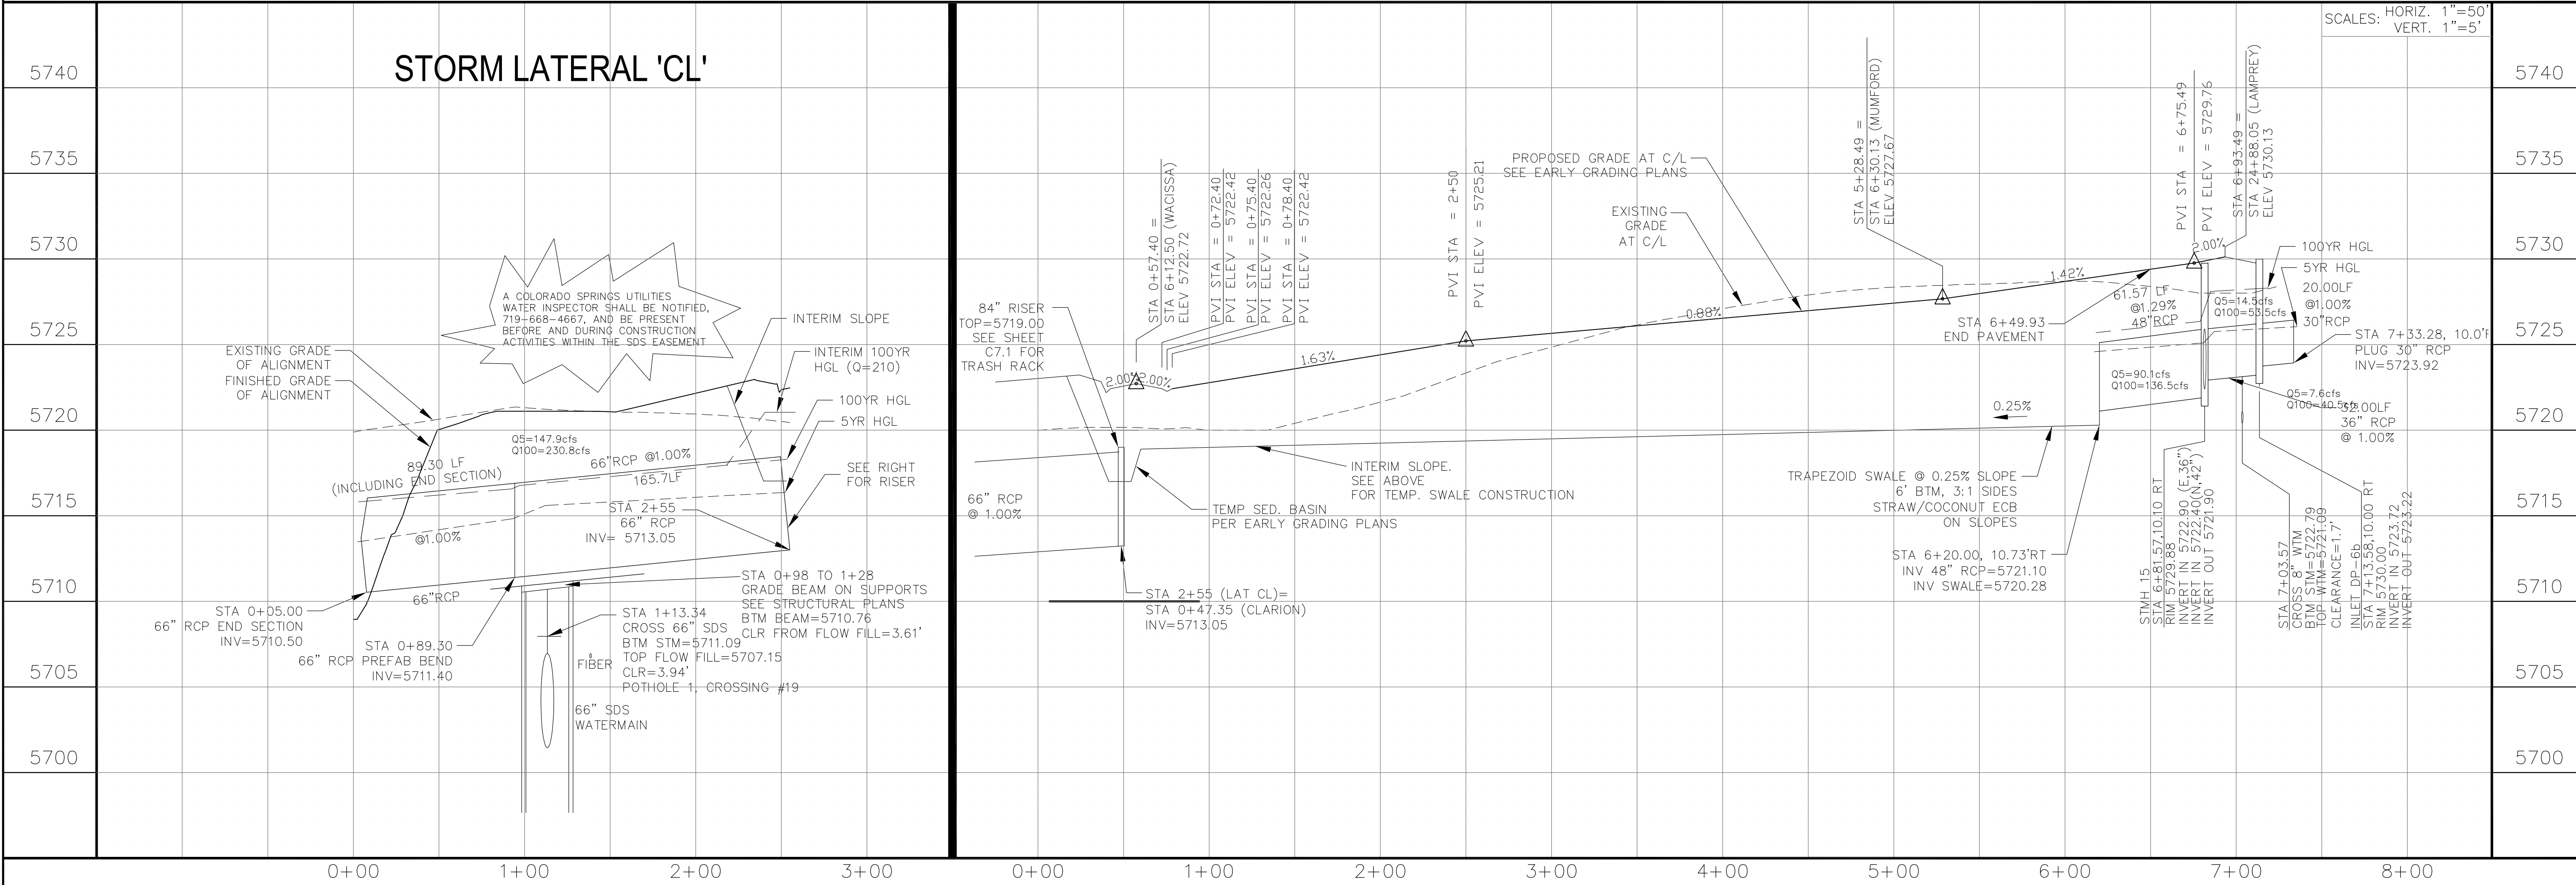 SCALES: HORIZ. 1"=50'
VERT. 1"=5'
STORM LATERAL 'CL'
5740
5735
5730
5725
5720
5715
5710
5705
5700
A COLORADO SPRINGS UTILITIES
WATER INSPECTOR SHALL BE NOTIFIED,
719-668-4667, AND BE PRESENT
BEFORE AND DURING CONSTRUCTION
ACTIVITIES WITHIN THE SDS EASEMENT
EXISTING GRADE
OF ALIGNMENT
FINISHED GRADE
OF ALIGNMENT
INTERIM SLOPE
INTERIM 100YR
HGL (Q=210)
100YR HGL
5YR HGL
SEE RIGHT
FOR RISER
Q5=147.9cfs
Q100=230.8cfs
89.30 LF
(INCLUDING END SECTION)
66"RCP @1.00%
165.7LF
@1.00%
STA 2+55
66" RCP
INV= 5713.05
66"RCP
STA 0+05.00
66" RCP END SECTION
INV=5710.50
STA 0+89.30
66" RCP PREFAB BEND
INV=5711.40
STA 0+98 TO 1+28
GRADE BEAM ON SUPPORTS
SEE STRUCTURAL PLANS
BTM BEAM=5710.76
CLR FROM FLOW FILL=3.61'
STA 1+13.34
CROSS 66" SDS
BTM STM=5711.09
TOP FLOW FILL=5707.15
CLR=3.94'
POTHOLE 1, CROSSING #19
FIBER
66" SDS
WATERMAIN
0+00
1+00
2+00
3+00
84" RISER
TOP=5719.00
SEE SHEET
C7.1 FOR
TRASH RACK
66" RCP
@ 1.00%
STA 0+57.40 =
STA 6+12.50 (WACISSA)
ELEV 5722.72
PVI STA = 0+72.40
PVI ELEV = 5722.42
PVI STA = 0+75.40
PVI ELEV = 5722.26
PVI STA = 0+78.40
PVI ELEV = 5722.42
2.00%
2.00%
PVI STA = 2+50
PVI ELEV = 5725.21
1.63%
PROPOSED GRADE AT C/L
SEE EARLY GRADING PLANS
EXISTING
GRADE
AT C/L
0.88%
STA 5+28.49 =
STA 6+30.13 (MUMFORD)
ELEV 5727.67
1.42%
PVI STA = 6+75.49
PVI ELEV = 5729.76
STA 6+93.49 =
STA 24+88.05 (LAMPREY)
ELEV 5730.13
2.00%
100YR HGL
5YR HGL
20.00LF
@1.00%
30"RCP
61.57 LF
@1.29%
48"RCP
Q5=14.5cfs
Q100=53.5cfs
STA 6+49.93
END PAVEMENT
STA 7+33.28, 10.0'R
PLUG 30" RCP
INV=5723.92
Q5=90.1cfs
Q100=136.5cfs
Q5=7.6cfs
Q100=40.5cfs
32.00LF
36" RCP
@ 1.00%
0.25%
INTERIM SLOPE.
SEE ABOVE
FOR TEMP. SWALE CONSTRUCTION
TEMP SED. BASIN
PER EARLY GRADING PLANS
TRAPEZOID SWALE @ 0.25% SLOPE
6' BTM, 3:1 SIDES
STRAW/COCONUT ECB
ON SLOPES
STA 6+20.00, 10.73'RT
INV 48" RCP=5721.10
INV SWALE=5720.28
STA 2+55 (LAT CL)=
STA 0+47.35 (CLARION)
INV=5713.05
STMH 15
STA 6+81.57,10.10 RT
RIM 5729.88
INVERT IN 5722.90 (E,36")
INVERT IN 5722.40(N,42")
INVERT OUT 5721.90
STA 7+03.57
CROSS 8" WTM
BTM STM=5722.79
TOP WTM=5721.09
CLEARANCE=1.7'
INLET DP-6b
STA 7+13.58,10.00 RT
RIM 5730.00
INVERT IN 5723.72
INVERT OUT 5723.22
0+00
1+00
2+00
3+00
4+00
5+00
6+00
7+00
8+00
5740
5735
5730
5725
5720
5715
5710
5705
5700